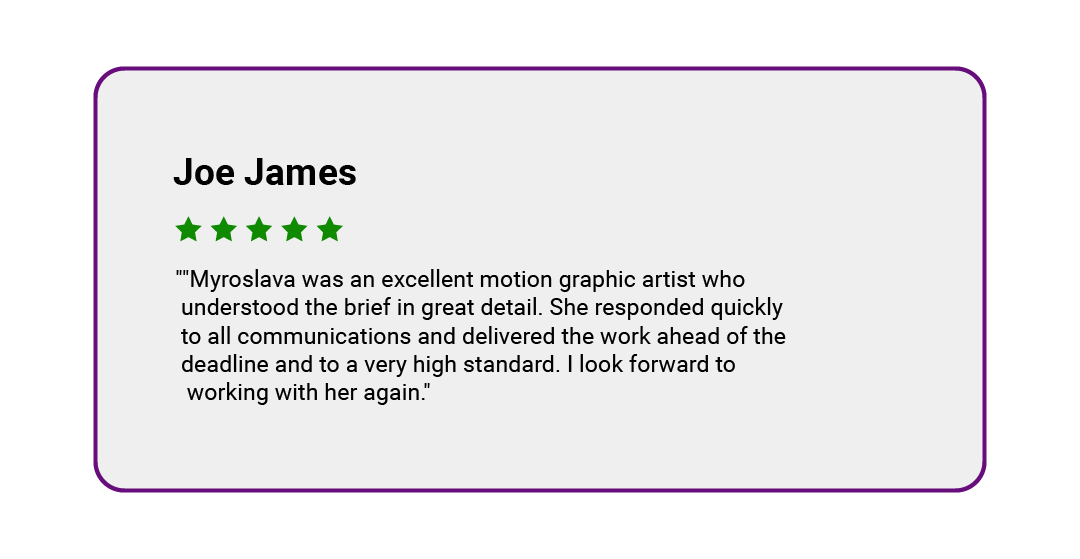 Joe James
""Myroslava was an excellent motion graphic artist who
understood the brief in great detail. She responded quickly
to all communications and delivered the work ahead of the
deadline and to a very high standard. I look forward to
working with her again."